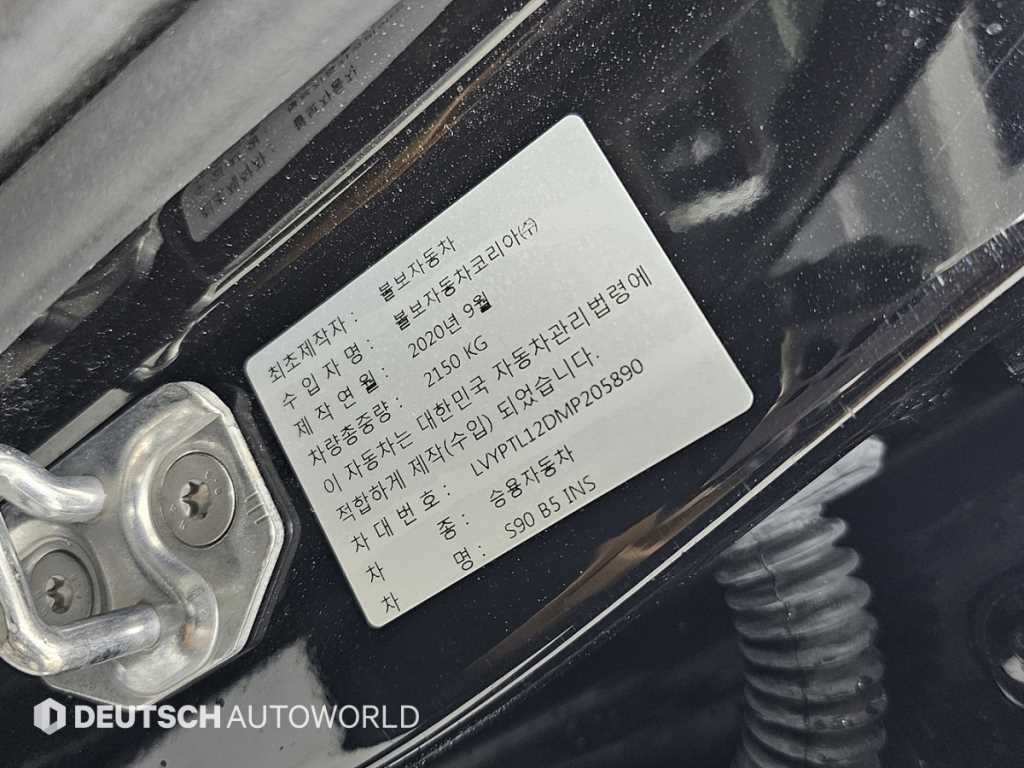 최초제작자 : 볼보자동차
수 입 자 명 : 볼보자동차코리아㈜
제 작 연 월 : 2020년 9월
차량총중량 : 2150 KG
이 자동차는 대한민국 자동차관리법령에
적합하게 제작(수입) 되었습니다.
차 대 번 호 : LVYPTL12DMP205890
차 종 : 승용자동차
차 명 : S90 B5 INS
DEUTSCH AUTOWORLD